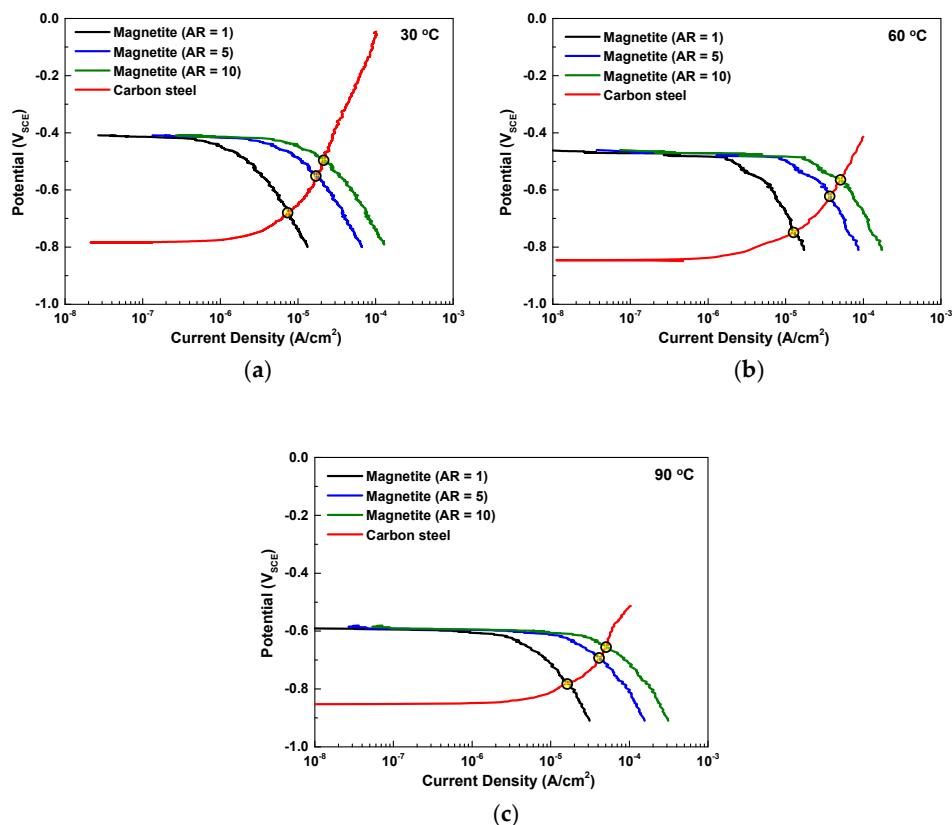 0.0
-0.2
-0.4
-0.6
-0.8
-1.0
Potential (V_SCE)
Magnetite (AR = 1)
Magnetite (AR = 5)
Magnetite (AR = 10)
Carbon steel
30 °C
10⁻⁸ 10⁻⁷ 10⁻⁶ 10⁻⁵ 10⁻⁴ 10⁻³
Current Density (A/cm²)
(a)
0.0
-0.2
-0.4
-0.6
-0.8
-1.0
Potential (V_SCE)
Magnetite (AR = 1)
Magnetite (AR = 5)
Magnetite (AR = 10)
Carbon steel
60 °C
10⁻⁸ 10⁻⁷ 10⁻⁶ 10⁻⁵ 10⁻⁴ 10⁻³
Current Density (A/cm²)
(b)
0.0
-0.2
-0.4
-0.6
-0.8
-1.0
Potential (V_SCE)
Magnetite (AR = 1)
Magnetite (AR = 5)
Magnetite (AR = 10)
Carbon steel
90 °C
10⁻⁸ 10⁻⁷ 10⁻⁶ 10⁻⁵ 10⁻⁴ 10⁻³
Current Density (A/cm²)
(c)